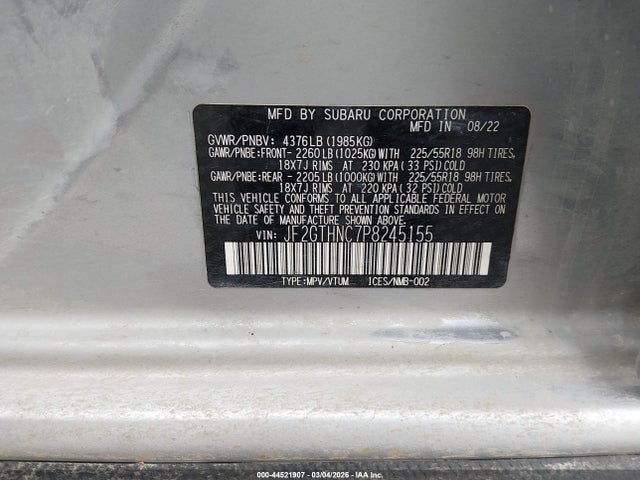 MFD BY SUBARU CORPORATION
MFD IN 08/22
GVWR/PNBV: 4376LB (1985KG)
GAWR/PNBE:FRONT- 2260 LB (1025KG) WITH 225/55R18 98H TIRES,
18X7J RIMS AT 230 KPA (33 PSI) COLD
GAWR/PNBE:REAR - 2205 LB (1000KG) WITH 225/55R18 98H TIRES,
18X7J RIMS AT 220 KPA (32 PSI) COLD
THIS VEHICLE CONFORMS TO ALL APPLICABLE FEDERAL MOTOR
VEHICLE SAFETY AND THEFT PREVENTION STANDARDS IN EFFECT
ON THE DATE OF MANUFACTURE SHOWN ABOVE.
VIN: JF2GTHNC7P8245155
TYPE:MPV/VTUM ICES/NMB-002
000-44521907 - 03/04/2026 - IAA Inc.